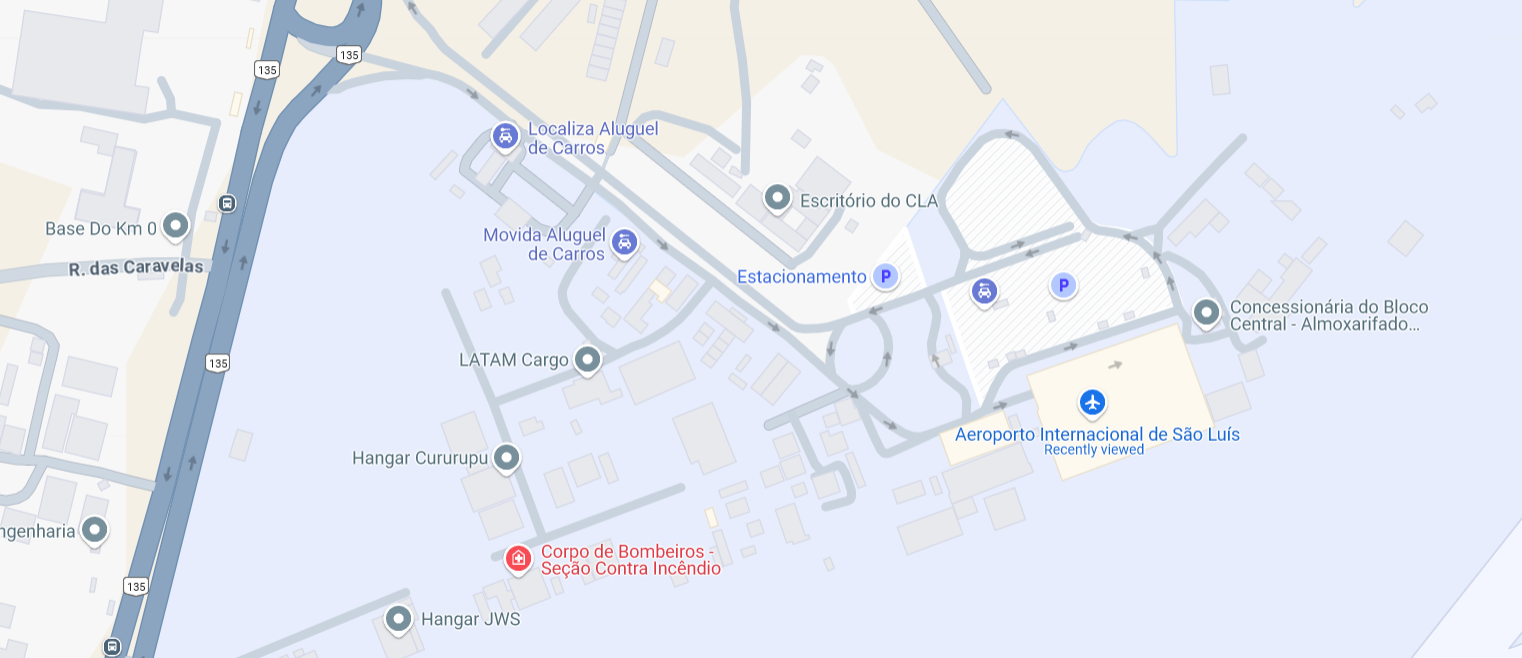 135
135
Localiza Aluguel
de Carros
Escritório do CLA
Base Do Km 0
Movida Aluguel
de Carros
R. das Caravelas
Estacionamento
P
P
Concessionária do Bloco
Central - Almoxarifado...
LATAM Cargo
135
Aeroporto Internacional de São Luís
Recently viewed
Hangar Cururupu
ngenharia
Corpo de Bombeiros -
Seção Contra Incêndio
135
Hangar JWS